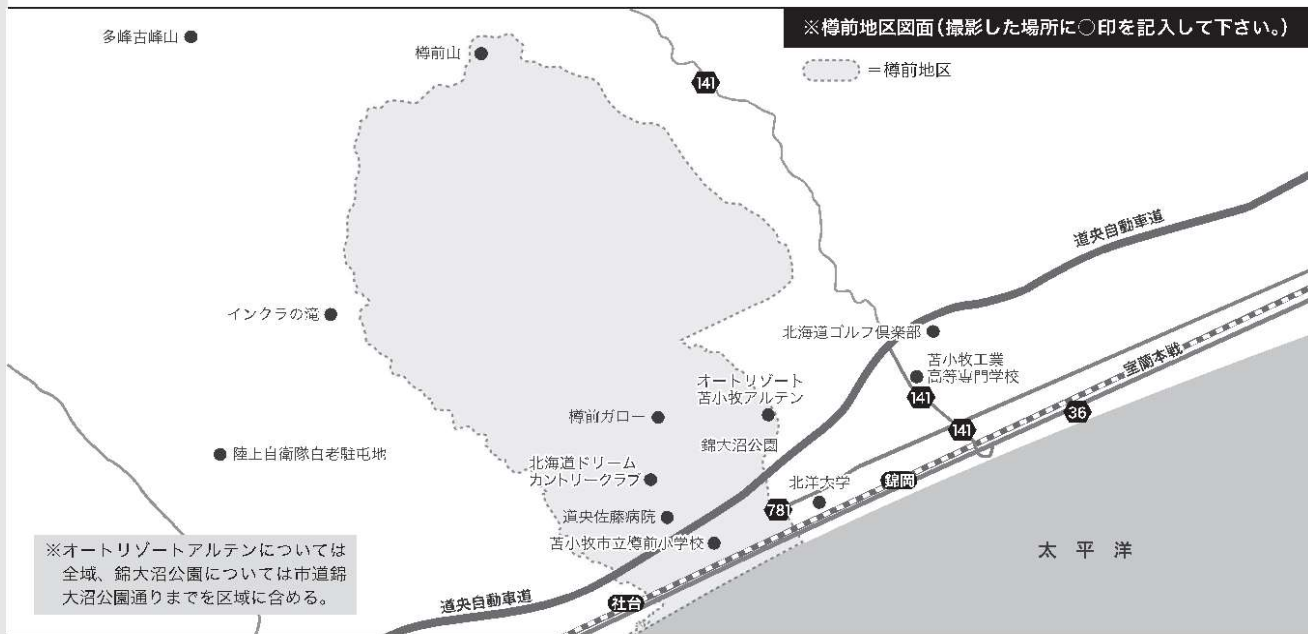 ※樽前地区図面(撮影した場所に○印を記入して下さい。)
=樽前地区
多峰古峰山
樽前山
141
道央自動車道
インクラの滝
北海道ゴルフ倶楽部
苫小牧工業
高等専門学校
室蘭本戦
オートリゾート
苫小牧アルテン
141
36
樽前ガロー
141
錦大沼公園
陸上自衛隊白老駐屯地
北海道ドリーム
カントリークラブ
北洋大学
錦岡
781
道央佐藤病院
苫小牧市立樽前小学校
太平洋
※オートリゾートアルテンについては
全域、錦大沼公園については市道錦
大沼公園通りまでを区域に含める。
道央自動車道
社台